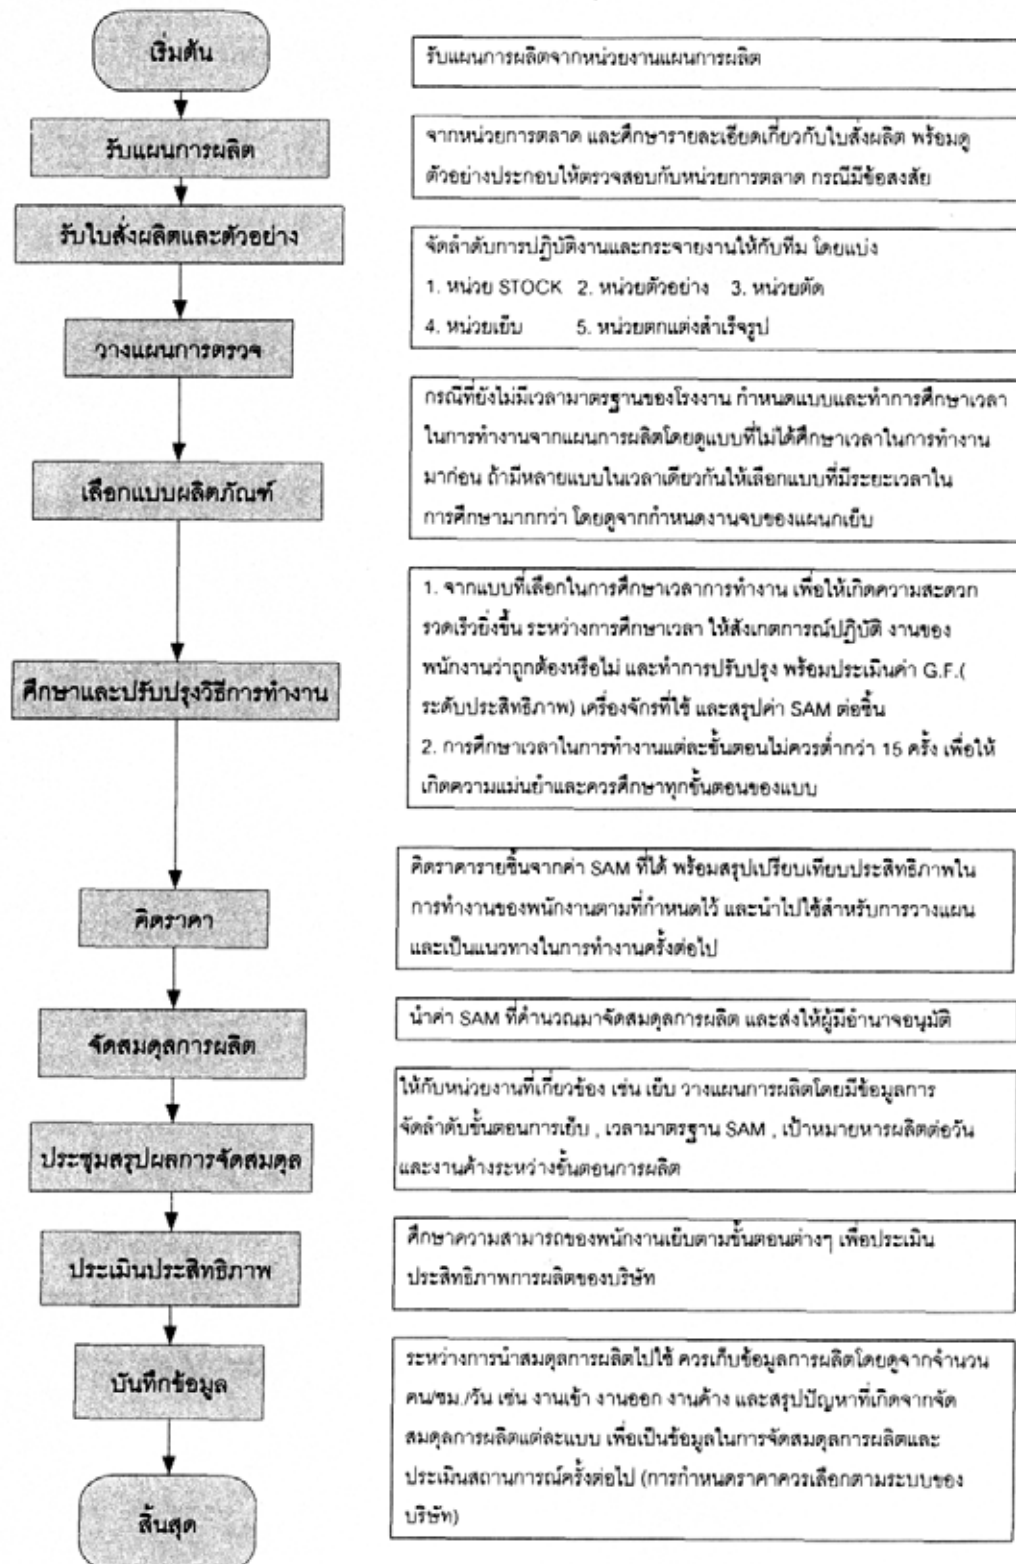 เริ่มต้น
รับแผนการผลิตจากหน่วยงานแผนการผลิต
รับแผนการผลิต
จากหน่วยการตลาด และศึกษารายละเอียดเกี่ยวกับใบสั่งผลิต พร้อมดู
ตัวอย่างประกอบให้ตรวจสอบกับหน่วยการตลาด กรณีมีข้อสงสัย
รับใบสั่งผลิตและตัวอย่าง
จัดลำดับการปฏิบัติงานและกระจายงานให้กับทีม โดยแบ่ง
1. หน่วย STOCK 2. หน่วยตัวอย่าง 3. หน่วยตัด
4. หน่วยเย็บ 5. หน่วยตกแต่งสำเร็จรูป
วางแผนการตรวจ
กรณีที่ยังไม่มีเวลามาตรฐานของโรงงาน กำหนดแบบและทำการศึกษาเวลา
ในการทำงานจากแผนการผลิตโดยดูแบบที่ไม่ได้ศึกษาเวลาในการทำงาน
มาก่อน ถ้ามีหลายแบบในเวลาเดียวกันให้เลือกแบบที่มีระยะเวลาใน
การศึกษามากกว่า โดยดูจากกำหนดงานจบของแผนกเย็บ
เลือกแบบผลิตภัณฑ์
1. จากแบบที่เลือกในการศึกษาเวลาการทำงาน เพื่อให้เกิดความสะดวก
รวดเร็วยิ่งขึ้น ระหว่างการศึกษาเวลา ให้สังเกตการณ์ปฏิบัติ งานของ
พนักงานว่าถูกต้องหรือไม่ และทำการปรับปรุง พร้อมประเมินค่า G.F.(
ระดับประสิทธิภาพ) เครื่องจักรที่ใช้ และสรุปค่า SAM ต่อชิ้น
2. การศึกษาเวลาในการทำงานแต่ละขั้นตอนไม่ควรต่ำกว่า 15 ครั้ง เพื่อให้
เกิดความแม่นยำและควรศึกษาทุกขั้นตอนของแบบ
ศึกษาและปรับปรุงวิธีการทำงาน
คิดราคารายชิ้นจากค่า SAM ที่ได้ พร้อมสรุปเปรียบเทียบประสิทธิภาพใน
การทำงานของพนักงานตามที่กำหนดไว้ และนำไปใช้สำหรับการวางแผน
และเป็นแนวทางในการทำงานครั้งต่อไป
คิดราคา
นำค่า SAM ที่คำนวณมาจัดสมดุลการผลิต และส่งให้ผู้มีอำนาจอนุมัติ
จัดสมดุลการผลิต
ให้กับหน่วยงานที่เกี่ยวข้อง เช่น เย็บ วางแผนการผลิตโดยมีข้อมูลการ
จัดลำดับขั้นตอนการเย็บ , เวลามาตรฐาน SAM , เป้าหมายหารผลิตต่อวัน
และงานค้างระหว่างขั้นตอนการผลิต
ประชุมสรุปผลการจัดสมดุล
ศึกษาความสามารถของพนักงานเย็บตามขั้นตอนต่างๆ เพื่อประเมิน
ประสิทธิภาพการผลิตของบริษัท
ประเมินประสิทธิภาพ
ระหว่างการนำสมดุลการผลิตไปใช้ ควรเก็บข้อมูลการผลิตโดยดูจากจำนวน
คน/ชม./วัน เช่น งานเข้า งานออก งานค้าง และสรุปปัญหาที่เกิดจากจัด
สมดุลการผลิตแต่ละแบบ เพื่อเป็นข้อมูลในการจัดสมดุลการผลิตและ
ประเมินสถานการณ์ครั้งต่อไป (การกำหนดราคาควรเลือกตามระบบของ
บริษัท)
บันทึกข้อมูล
สิ้นสุด